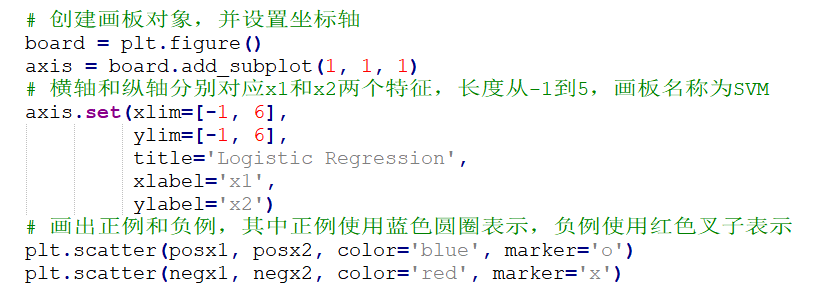 # 创建画板对象，并设置坐标轴
board = plt.figure()
axis = board.add_subplot(1, 1, 1)
# 横轴和纵轴分别对应x1和x2两个特征，长度从-1到5，画板名称为SVM
axis.set(xlim=[-1, 6],
ylim=[-1, 6],
title='Logistic Regression',
xlabel='x1',
ylabel='x2')
# 画出正例和负例，其中正例使用蓝色圆圈表示，负例使用红色叉子表示
plt.scatter(posx1, posx2, color='blue', marker='o')
plt.scatter(negx1, negx2, color='red', marker='x')